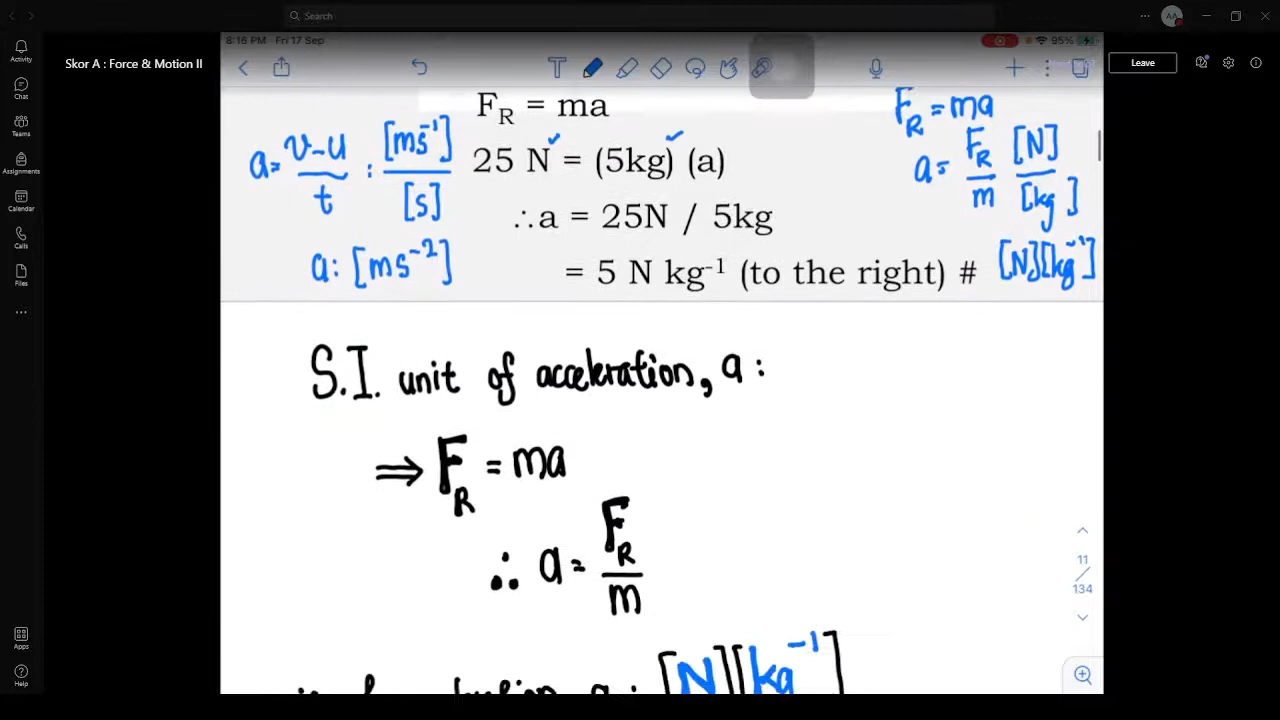 Search
AA
8:16 PM Fri 17 Sep
95%
Skor A : Force & Motion II
Leave
Activity
Chat
Teams
Assignments
Calendar
Calls
Files
Apps
Help
F_R = ma
25 N = (5kg) (a)
∴a = 25N / 5kg
= 5 N kg⁻¹ (to the right) #
a = v-u / t : [ms⁻¹] / [s]
a: [ms⁻²]
F_R = ma
a = F_R / m [N] / [kg]
[N][kg⁻¹]
S.I. unit of acceleration, a :
⇒ F_R = ma
∴ a = F_R / m
a : [N][kg⁻¹]
11 / 134